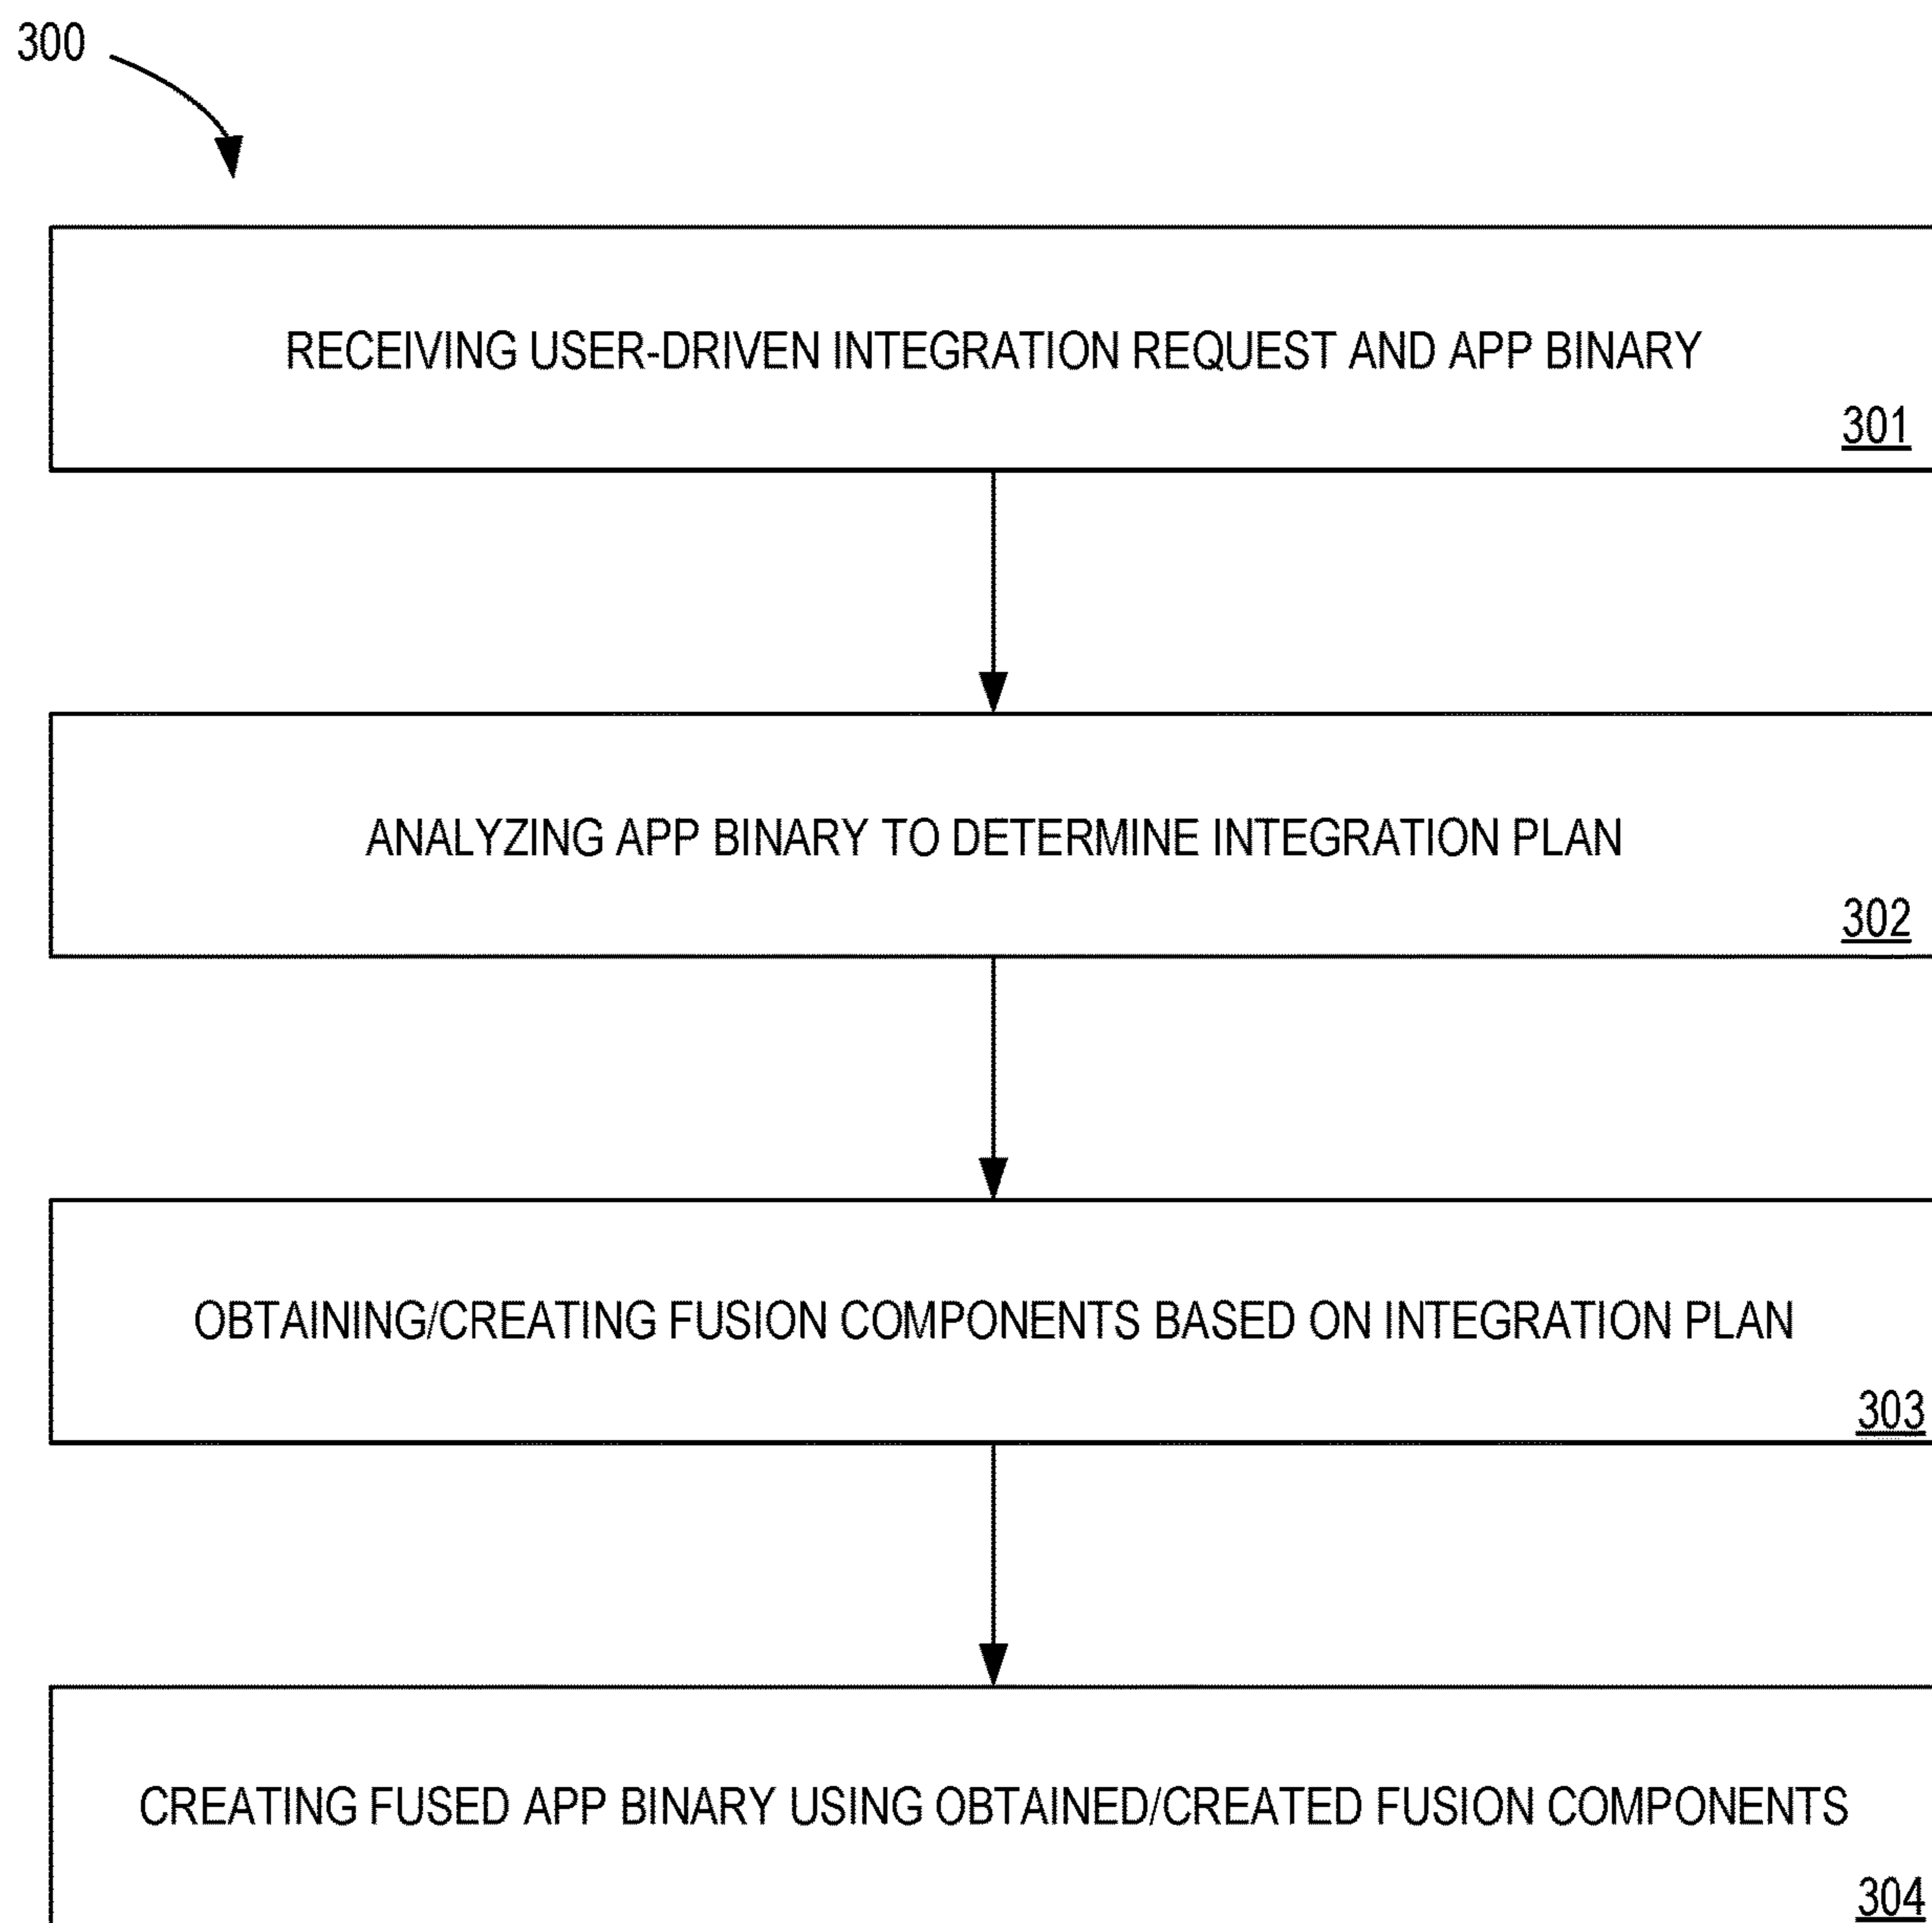 300
RECEIVING USER-DRIVEN INTEGRATION REQUEST AND APP BINARY
301
ANALYZING APP BINARY TO DETERMINE INTEGRATION PLAN
302
OBTAINING/CREATING FUSION COMPONENTS BASED ON INTEGRATION PLAN
303
CREATING FUSED APP BINARY USING OBTAINED/CREATED FUSION COMPONENTS
304